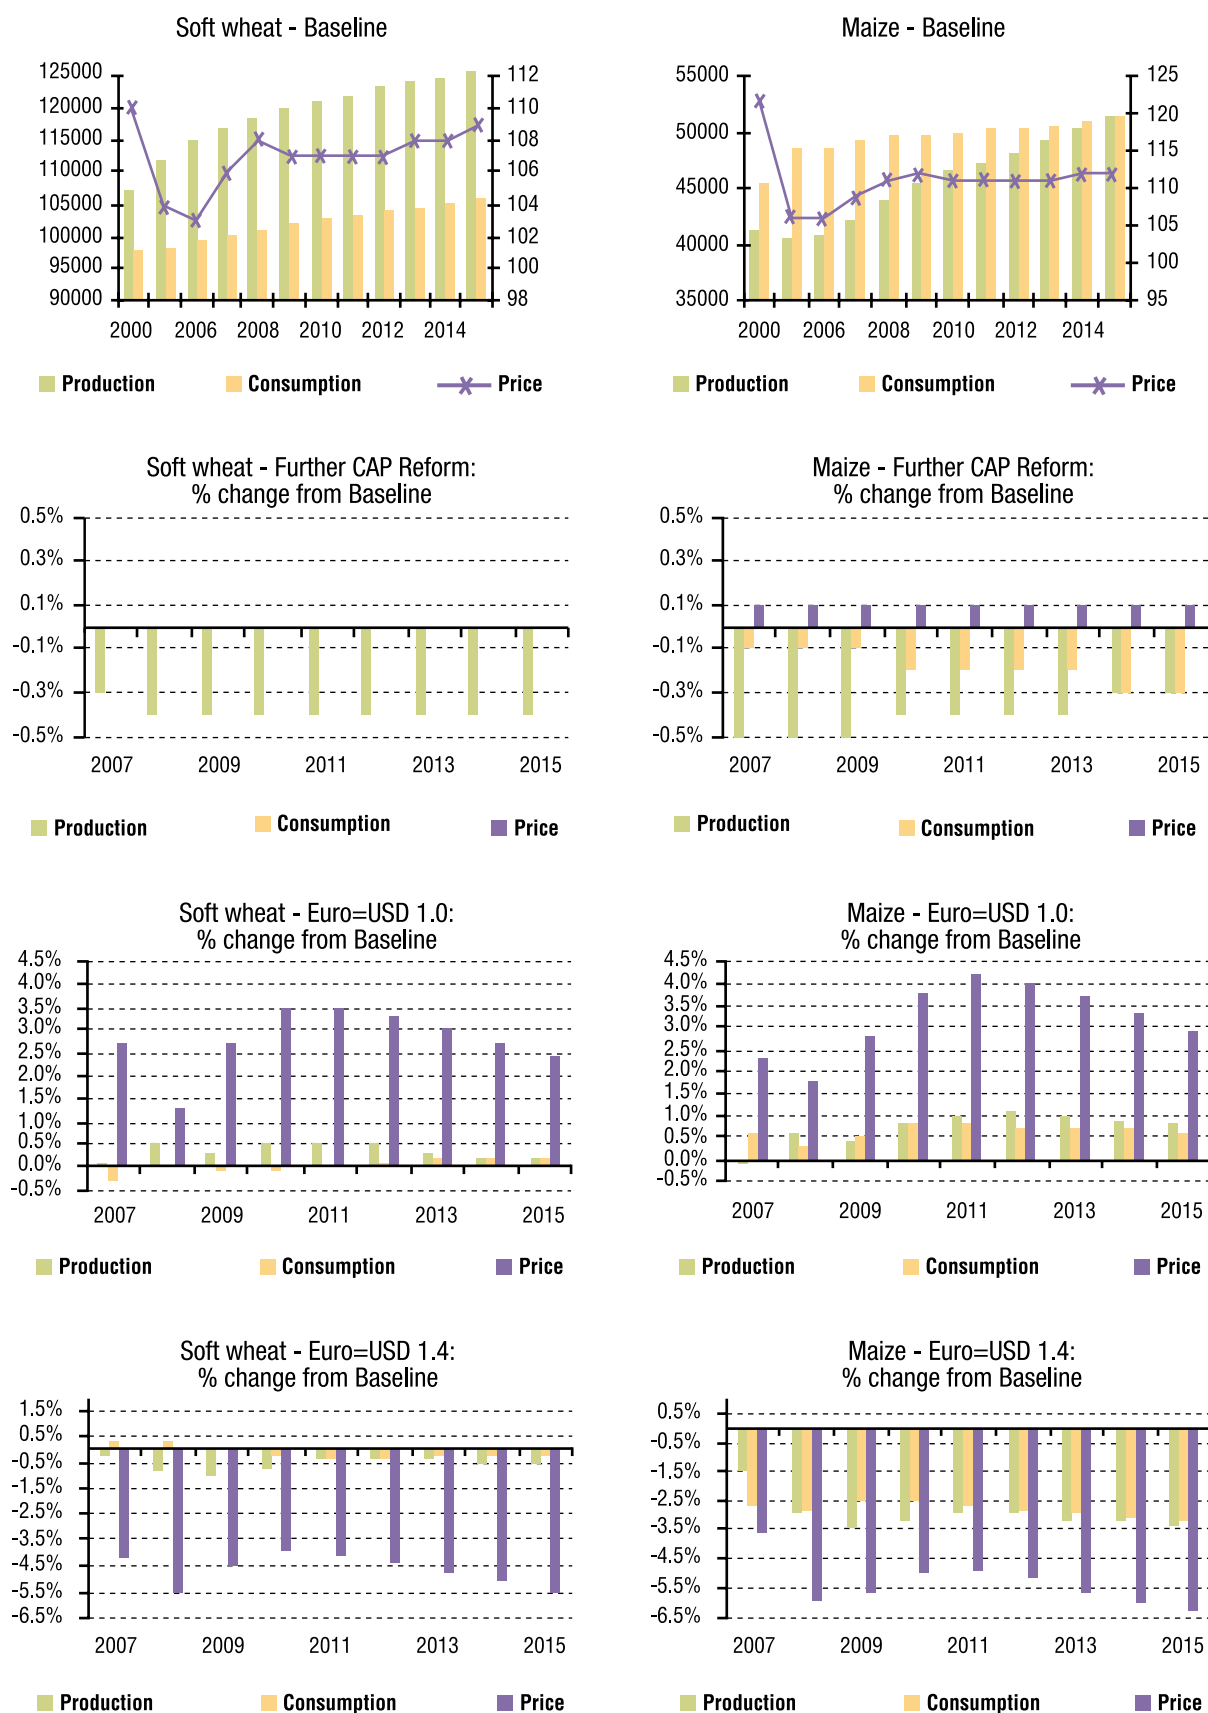 Soft wheat - Baseline
125000
120000
115000
110000
105000
100000
95000
90000
112
110
108
106
104
102
100
98
2000 2006 2008 2010 2012 2014
Production Consumption Price
Maize - Baseline
55000
50000
45000
40000
35000
125
120
115
110
105
100
95
2000 2006 2008 2010 2012 2014
Production Consumption Price
Soft wheat - Further CAP Reform:
% change from Baseline
0.5%
0.3%
0.1%
-0.1%
-0.3%
-0.5%
2007 2009 2011 2013 2015
Production Consumption Price
Maize - Further CAP Reform:
% change from Baseline
0.5%
0.3%
0.1%
-0.1%
-0.3%
-0.5%
2007 2009 2011 2013 2015
Production Consumption Price
Soft wheat - Euro=USD 1.0:
% change from Baseline
4.5%
4.0%
3.5%
3.0%
2.5%
2.0%
1.5%
1.0%
0.5%
0.0%
-0.5%
2007 2009 2011 2013 2015
Production Consumption Price
Maize - Euro=USD 1.0:
% change from Baseline
4.5%
4.0%
3.5%
3.0%
2.5%
2.0%
1.5%
1.0%
0.5%
0.0%
-0.5%
2007 2009 2011 2013 2015
Production Consumption Price
Soft wheat - Euro=USD 1.4:
% change from Baseline
1.5%
0.5%
-0.5%
-1.5%
-2.5%
-3.5%
-4.5%
-5.5%
-6.5%
2007 2009 2011 2013 2015
Production Consumption Price
Maize - Euro=USD 1.4:
% change from Baseline
0.5%
-0.5%
-1.5%
-2.5%
-3.5%
-4.5%
-5.5%
-6.5%
2007 2009 2011 2013 2015
Production Consumption Price